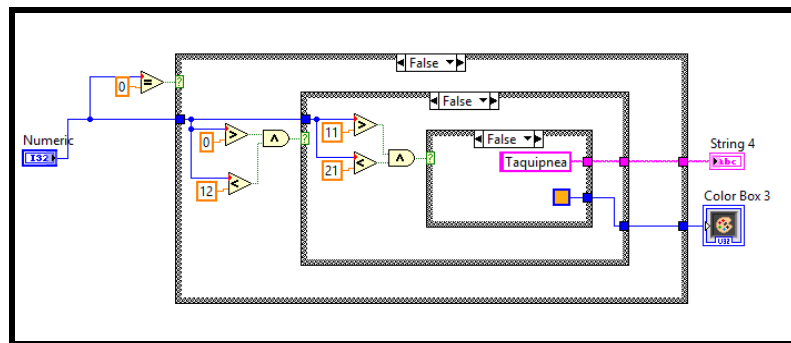 False
0
=
False
Numeric
I32
0
>
∧
11
>
False
String 4
abc
Taquipnea
12
<
21
<
∧
Color Box 3
U32